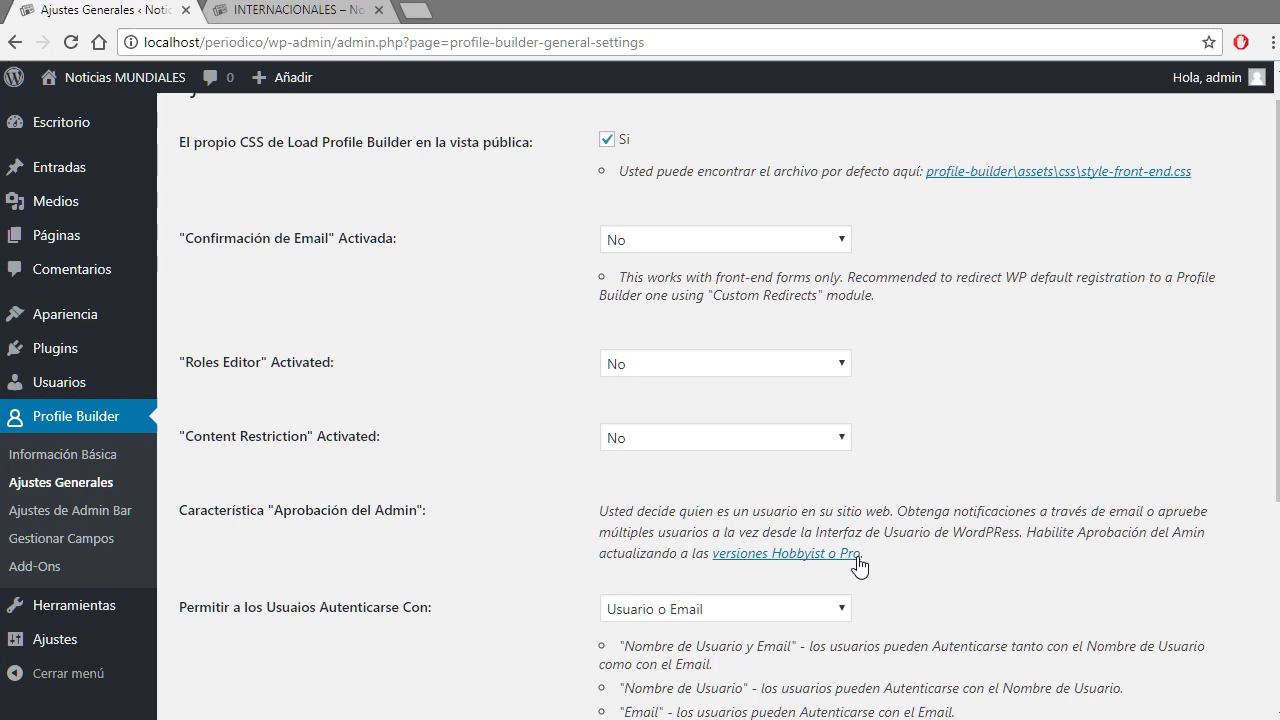 Ajustes Generales ‹ Notic
INTERNACIONALES – No
localhost/periodico/wp-admin/admin.php?page=profile-builder-general-settings
Noticias MUNDIALES
0
Añadir
Hola, admin
Escritorio
Entradas
Medios
Páginas
Comentarios
Apariencia
Plugins
Usuarios
Profile Builder
Información Básica
Ajustes Generales
Ajustes de Admin Bar
Gestionar Campos
Add-Ons
Herramientas
Ajustes
Cerrar menú
El propio CSS de Load Profile Builder en la vista pública:
Si
Usted puede encontrar el archivo por defecto aquí: profile-builder\assets\css\style-front-end.css
"Confirmación de Email" Activada:
No
This works with front-end forms only. Recommended to redirect WP default registration to a Profile
Builder one using "Custom Redirects" module.
"Roles Editor" Activated:
No
"Content Restriction" Activated:
No
Característica "Aprobación del Admin":
Usted decide quien es un usuario en su sitio web. Obtenga notificaciones a través de email o apruebe
múltiples usuarios a la vez desde la Interfaz de Usuario de WordPRess. Habilite Aprobación del Amin
actualizando a las versiones Hobbyist o Pro.
Permitir a los Usuaios Autenticarse Con:
Usuario o Email
"Nombre de Usuario y Email" - los usuarios pueden Autenticarse tanto con el Nombre de Usuario
como con el Email.
"Nombre de Usuario" - los usuarios pueden Autenticarse con el Nombre de Usuario.
"Email" - los usuarios pueden Autenticarse con el Email.